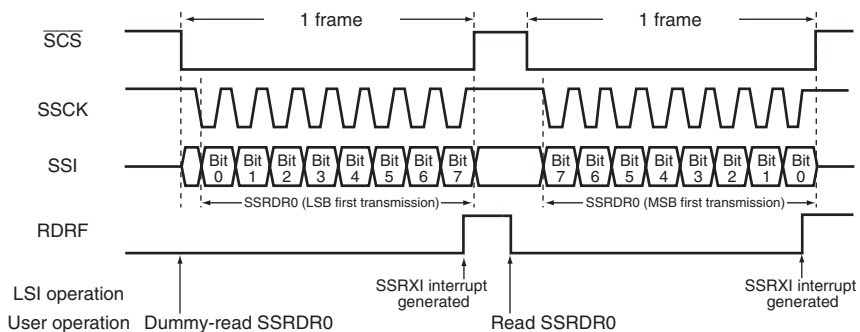 1 frame 1 frame
SCS
SSCK
SSI Bit 0 Bit 1 Bit 2 Bit 3 Bit 4 Bit 5 Bit 6 Bit 7 Bit 7 Bit 6 Bit 5 Bit 4 Bit 3 Bit 2 Bit 1 Bit 0
SSRDR0 (LSB first transmission) SSRDR0 (MSB first transmission)
RDRF
LSI operation SSRXI interrupt generated SSRXI interrupt generated
User operation Dummy-read SSRDR0 Read SSRDR0